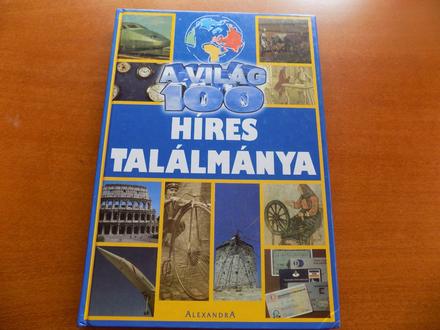 A VILÁG
100
HÍRES
TALÁLMÁNYA
ALEXANDRA